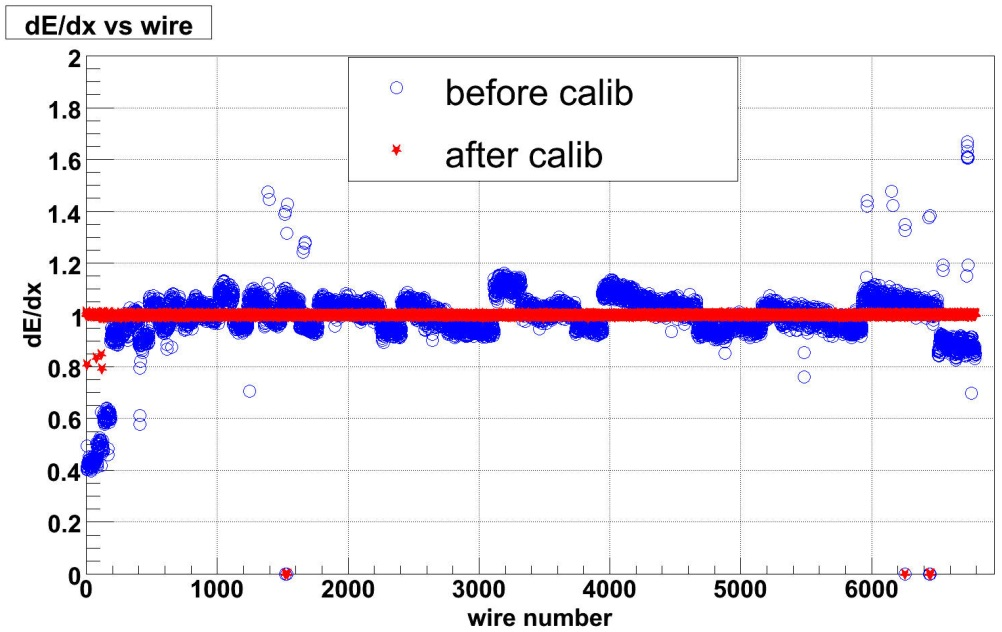 dE/dx vs wire
before calib
after calib
dE/dx
2
1.8
1.6
1.4
1.2
1
0.8
0.6
0.4
0.2
0
0 1000 2000 3000 4000 5000 6000
wire number